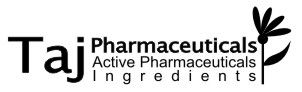 Taj Pharmaceuticals
Active Pharmaceuticals
Ingredients